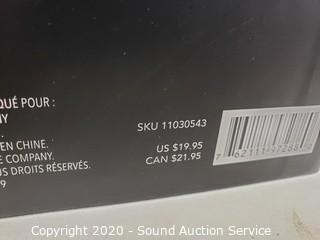 QUÉ POUR :
NY
EN CHINE.
E COMPANY.
US DROITS RÉSERVÉS.
9
SKU 11030543
US $19.95
CAN $21.95
Copyright 2020 - Sound Auction Service